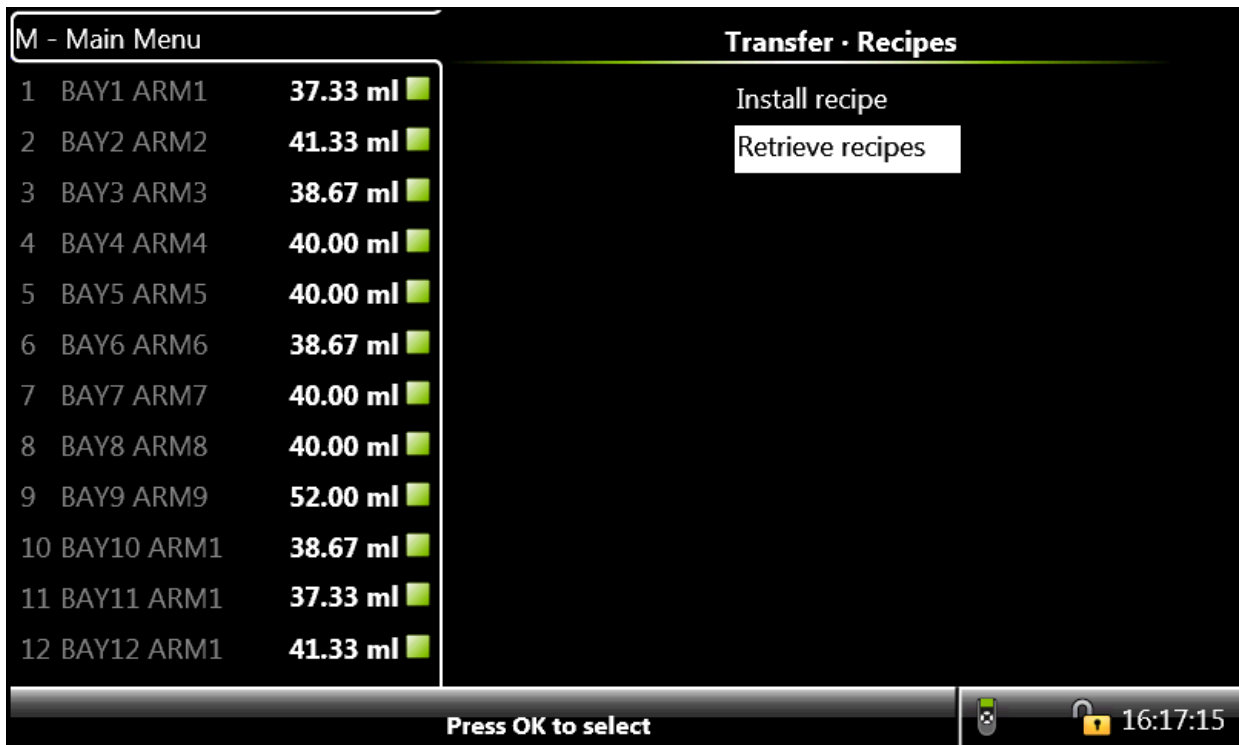 M - Main Menu
1 BAY1 ARM1 37.33 ml
2 BAY2 ARM2 41.33 ml
3 BAY3 ARM3 38.67 ml
4 BAY4 ARM4 40.00 ml
5 BAY5 ARM5 40.00 ml
6 BAY6 ARM6 38.67 ml
7 BAY7 ARM7 40.00 ml
8 BAY8 ARM8 40.00 ml
9 BAY9 ARM9 52.00 ml
10 BAY10 ARM1 38.67 ml
11 BAY11 ARM1 37.33 ml
12 BAY12 ARM1 41.33 ml
Transfer · Recipes
Install recipe
Retrieve recipes
Press OK to select
16:17:15